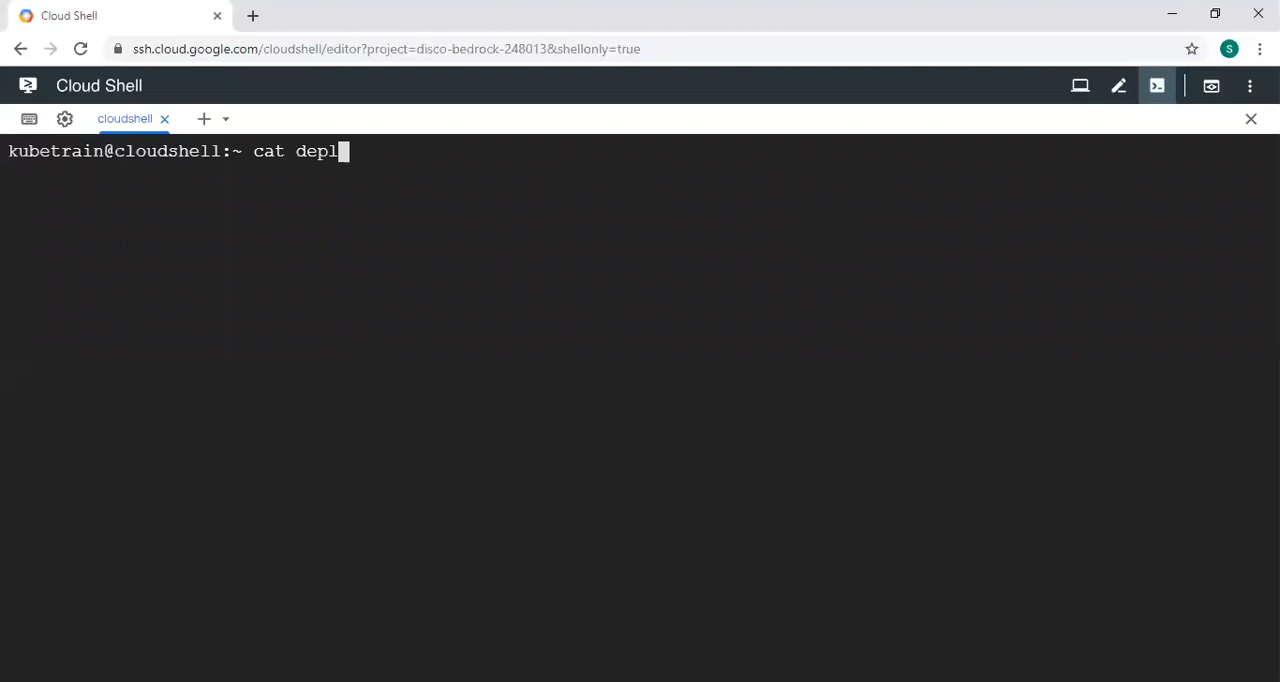 Cloud Shell
ssh.cloud.google.com/cloudshell/editor?project=disco-bedrock-248013&shellonly=true
S
Cloud Shell
cloudshell
kubetrain@cloudshell:~ cat depl